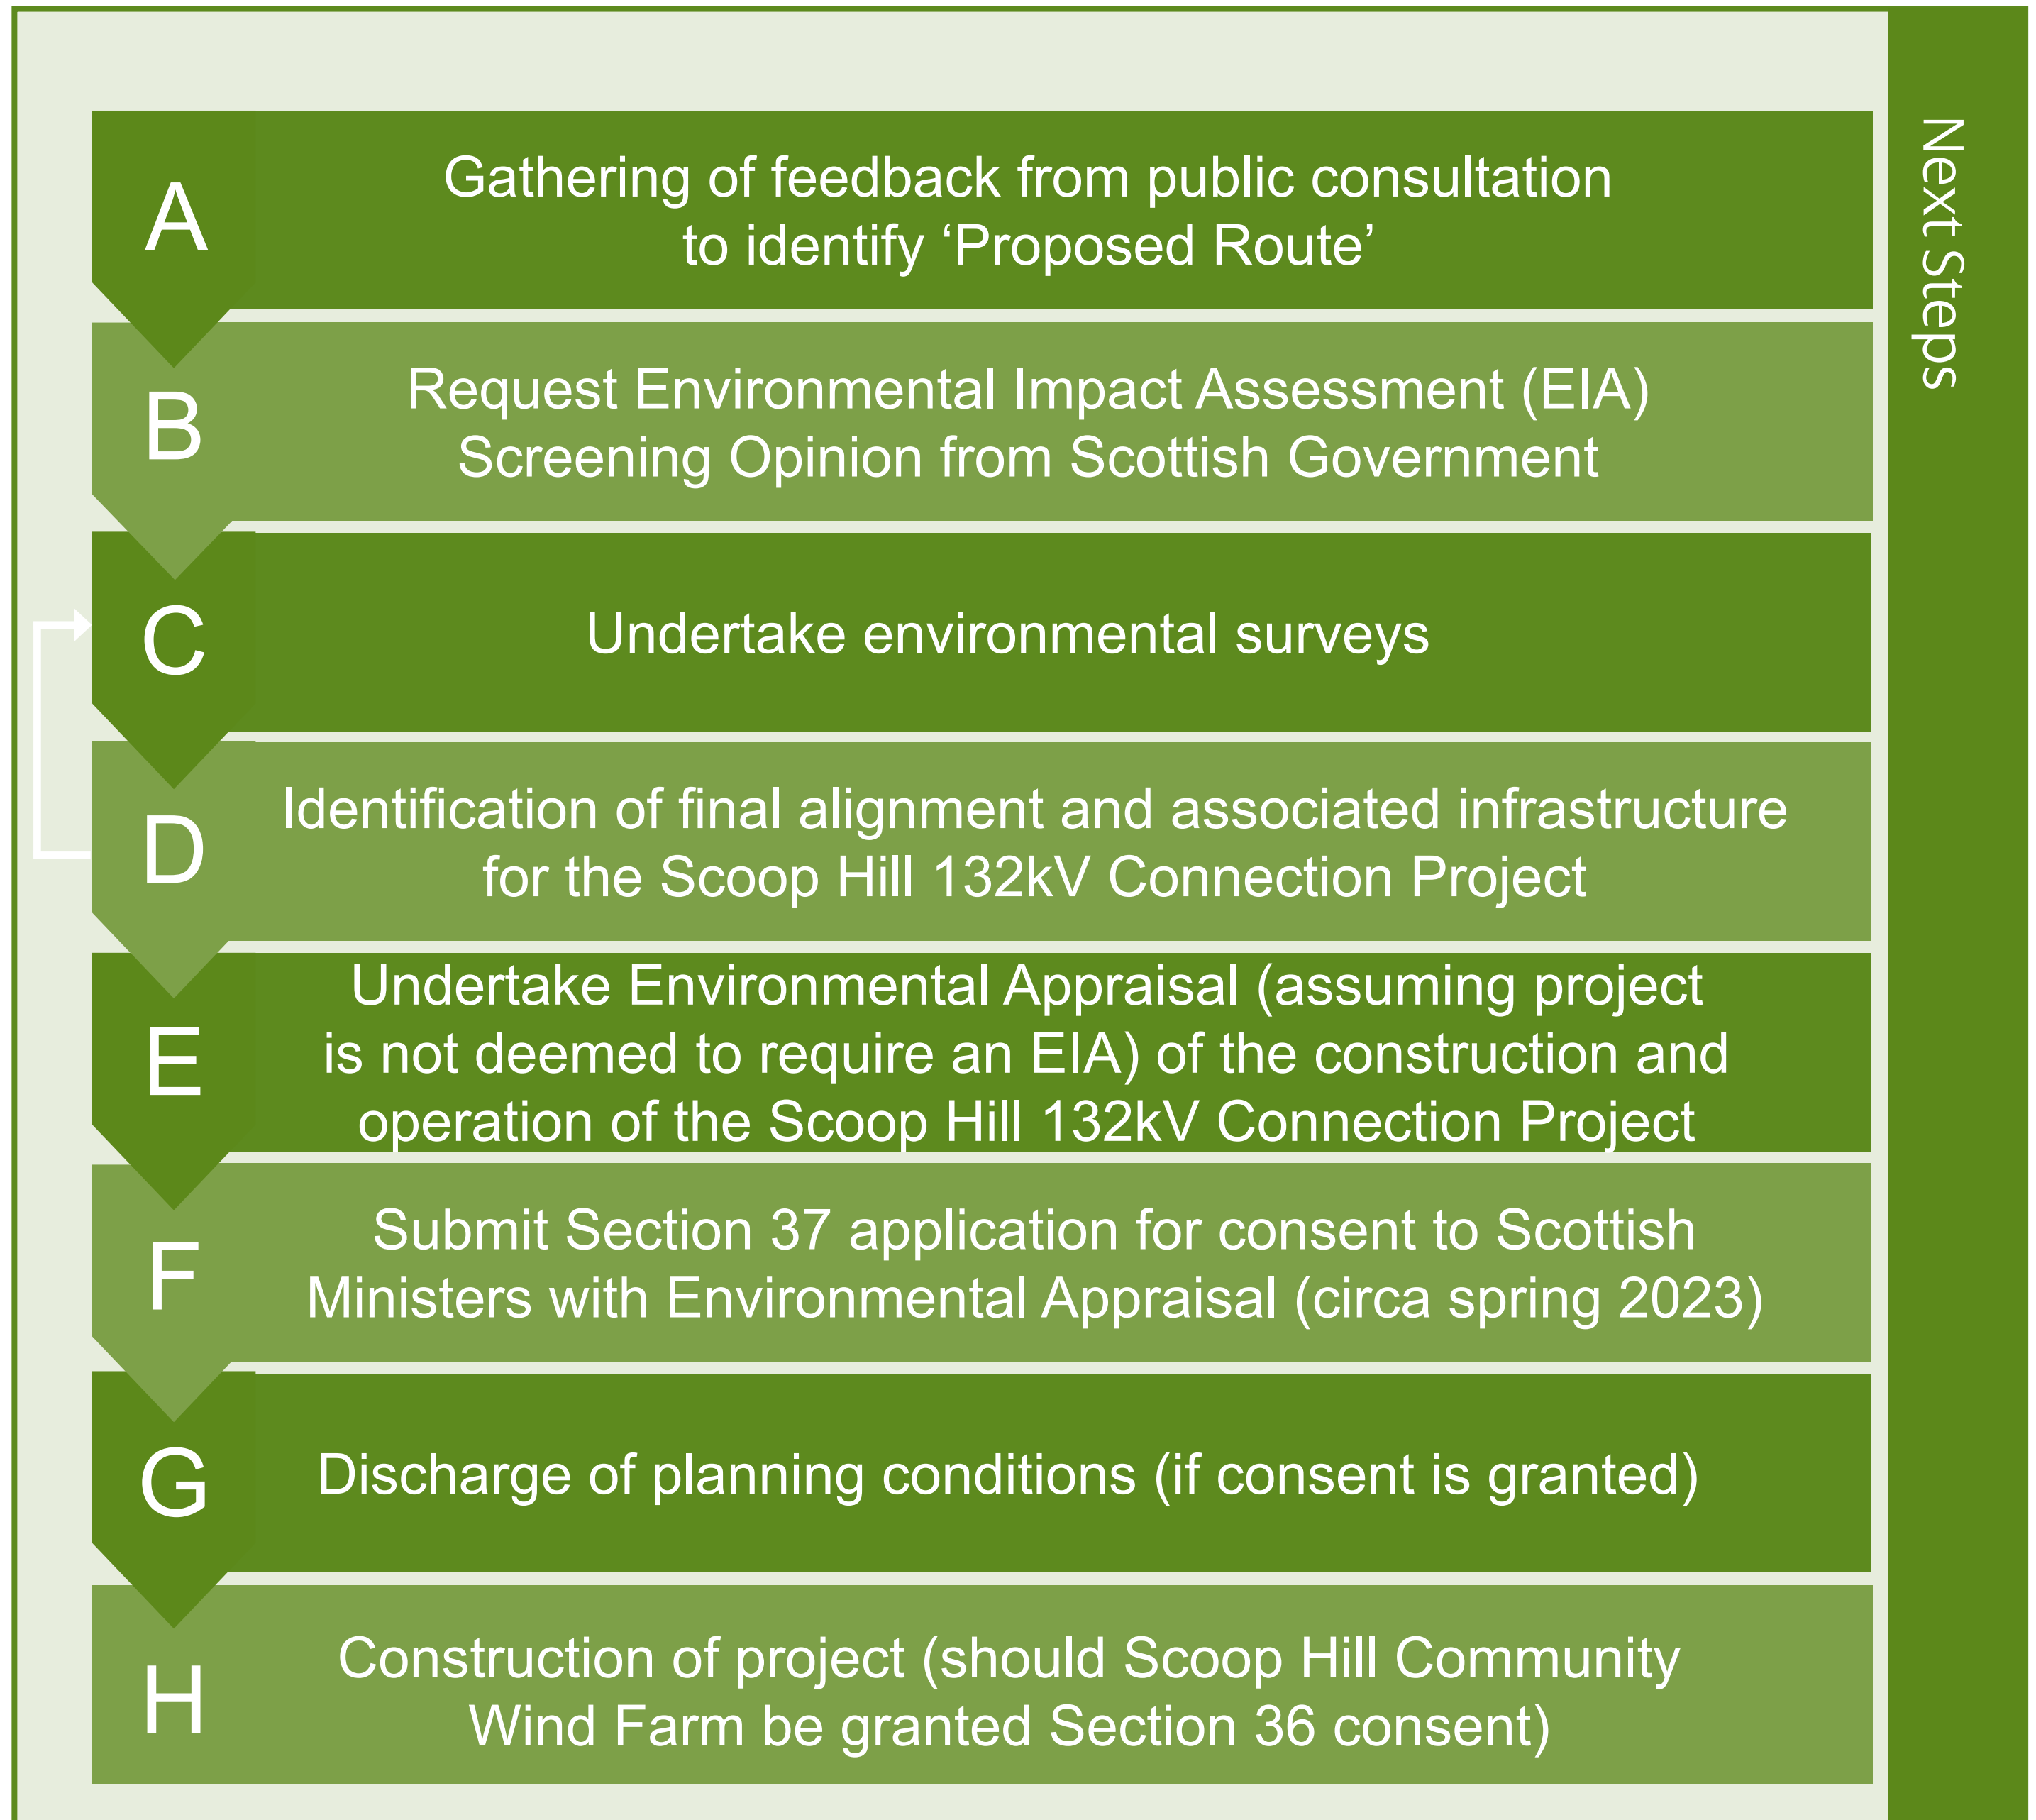 Next Steps
A
Gathering of feedback from public consultation
to identify ‘Proposed Route’
B
Request Environmental Impact Assessment (EIA)
Screening Opinion from Scottish Government
C
Undertake environmental surveys
D
Identification of final alignment and associated infrastructure
for the Scoop Hill 132kV Connection Project
E
Undertake Environmental Appraisal (assuming project
is not deemed to require an EIA) of the construction and
operation of the Scoop Hill 132kV Connection Project
F
Submit Section 37 application for consent to Scottish
Ministers with Environmental Appraisal (circa spring 2023)
G
Discharge of planning conditions (if consent is granted)
H
Construction of project (should Scoop Hill Community
Wind Farm be granted Section 36 consent)